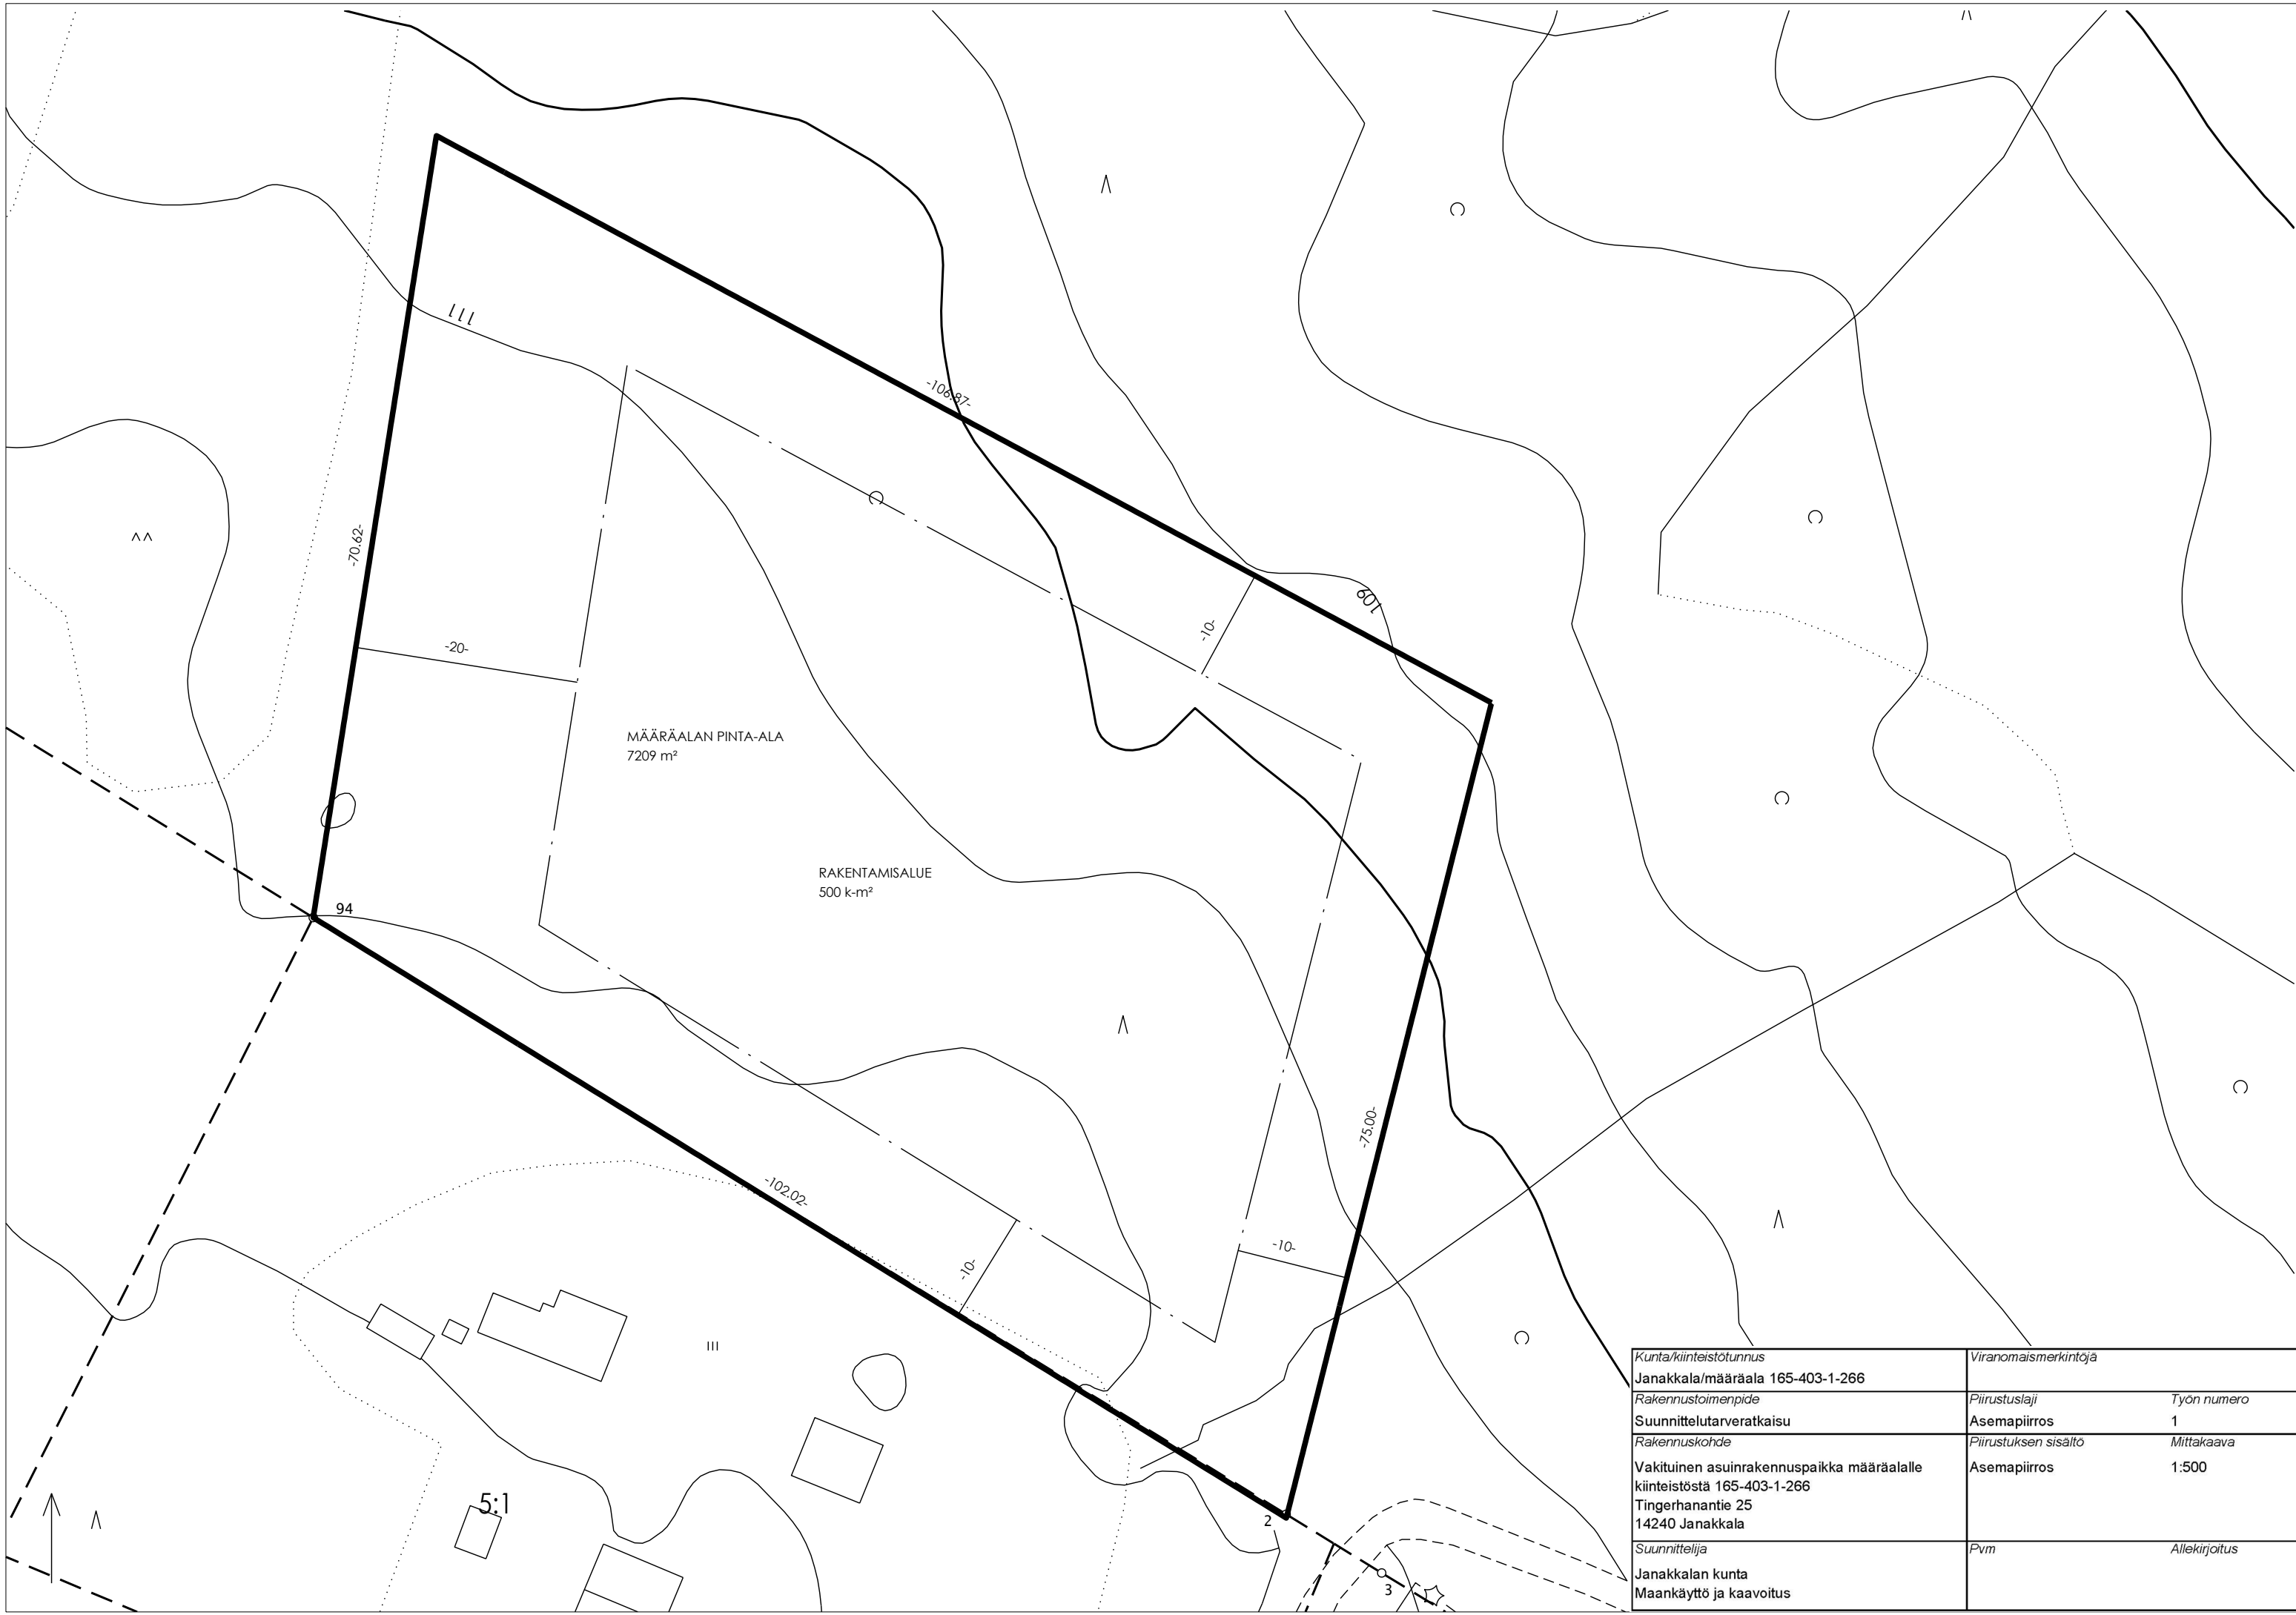 111
-106.87-
-70.62-
109
-10-
-20-
MÄÄRÄALAN PINTA-ALA
7209 m²
RAKENTAMISALUE
500 k-m²
94
-75.00-
-102.02-
-10-
-10-
5:1
2
3
Kunta/kiinteistötunnus
Janakkala/määräala 165-403-1-266
Viranomaismerkintöjä
Rakennustoimenpide
Suunnittelutarveratkaisu
Piirustuslaji
Asemapiirros
Työn numero
1
Rakennuskohde
Vakituinen asuinrakennuspaikka määräalalle
kiinteistöstä 165-403-1-266
Tingerhanantie 25
14240 Janakkala
Piirustuksen sisältö
Asemapiirros
Mittakaava
1:500
Suunnittelija
Janakkalan kunta
Maankäyttö ja kaavoitus
Pvm
Allekirjoitus